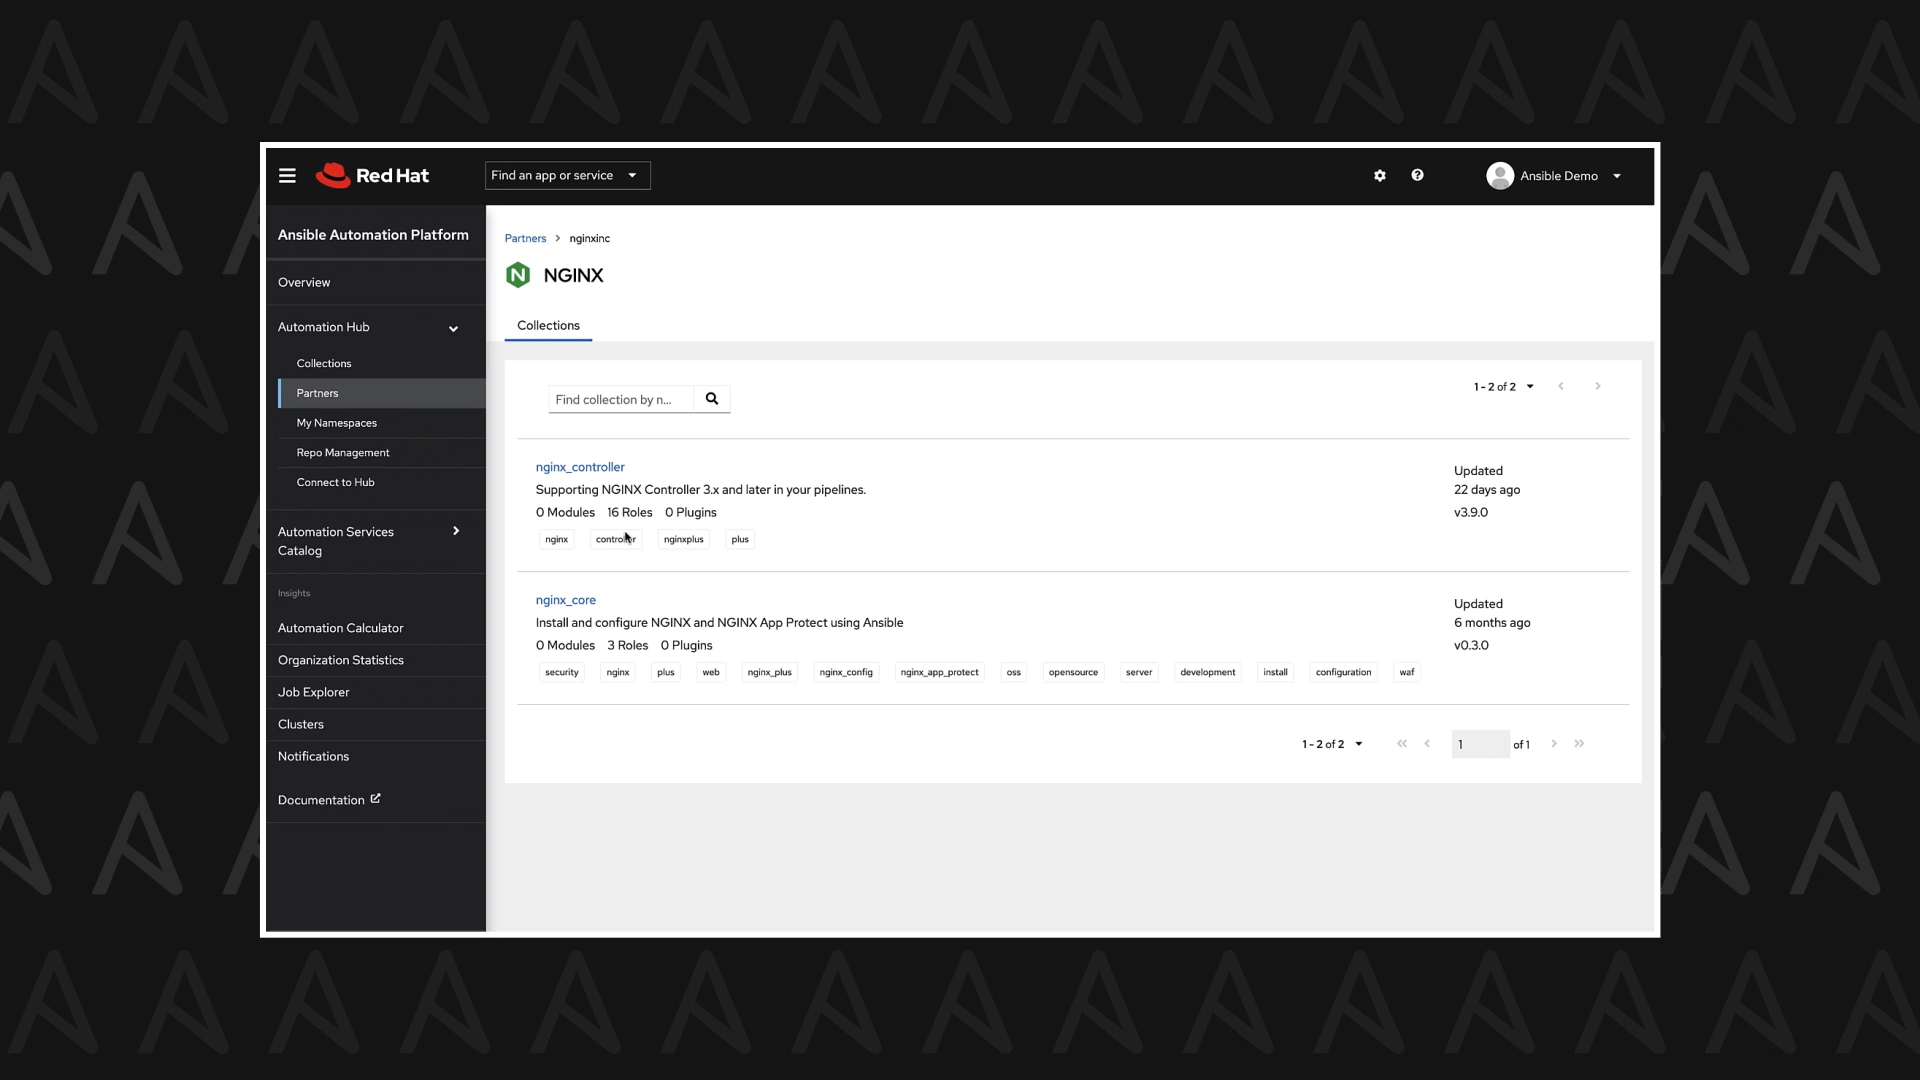 Red Hat
Find an app or service
Ansible Demo
Ansible Automation Platform
Overview
Automation Hub
Collections
Partners
My Namespaces
Repo Management
Connect to Hub
Automation Services
Catalog
Insights
Automation Calculator
Organization Statistics
Job Explorer
Clusters
Notifications
Documentation
Partners > nginxinc
NGINX
Collections
Find collection by n...
1 - 2 of 2
nginx_controller
Supporting NGINX Controller 3.x and later in your pipelines.
0 Modules 16 Roles 0 Plugins
nginx controller nginxplus plus
Updated
22 days ago
v3.9.0
nginx_core
Install and configure NGINX and NGINX App Protect using Ansible
0 Modules 3 Roles 0 Plugins
security nginx plus web nginx_plus nginx_config nginx_app_protect oss opensource server development install configuration waf
Updated
6 months ago
v0.3.0
1 - 2 of 2 1 of 1